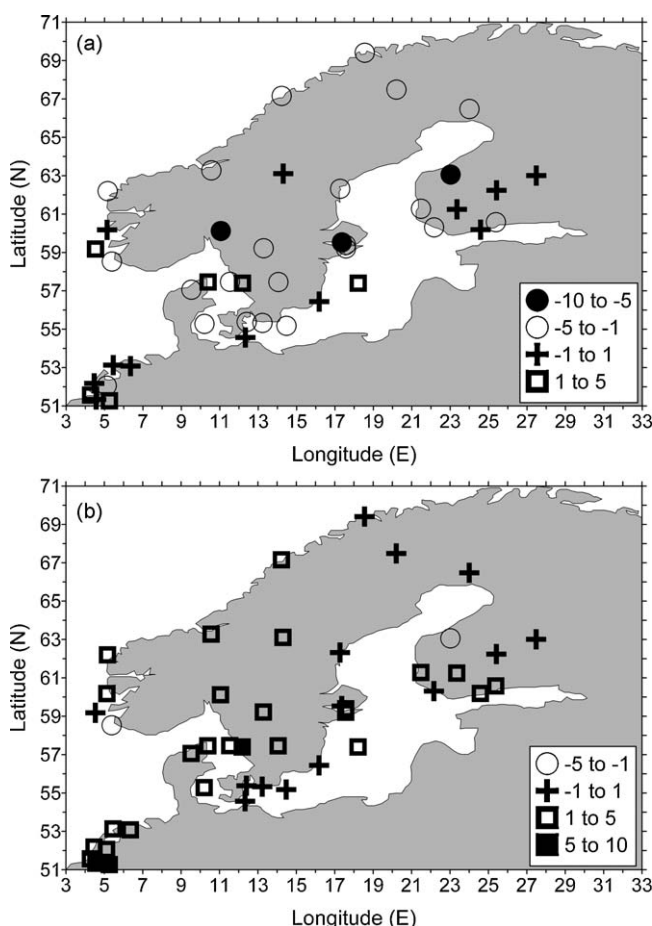 (a)
71
69
67
65
63
61
59
57
55
53
51
Latitude (N)
3 5 7 9 11 13 15 17 19 21 23 25 27 29 31 33
Longitude (E)
-10 to -5
-5 to -1
-1 to 1
1 to 5
(b)
71
69
67
65
63
61
59
57
55
53
51
Latitude (N)
3 5 7 9 11 13 15 17 19 21 23 25 27 29 31 33
Longitude (E)
-5 to -1
-1 to 1
1 to 5
5 to 10